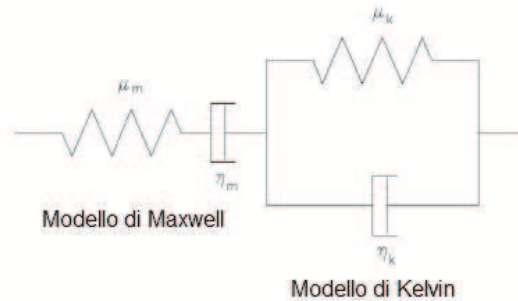 μk
μm
ηm
Modello di Maxwell
ηk
Modello di Kelvin